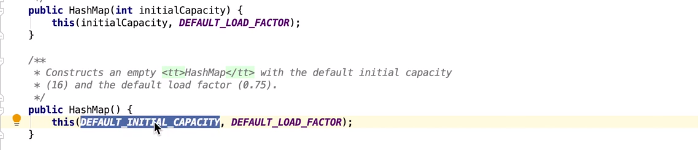 public HashMap(int initialCapacity) {
this(initialCapacity, DEFAULT_LOAD_FACTOR);
}
/**
* Constructs an empty <tt>HashMap</tt> with the default initial capacity
* (16) and the default load factor (0.75).
*/
public HashMap() {
this(DEFAULT_INITIAL_CAPACITY, DEFAULT_LOAD_FACTOR);
}